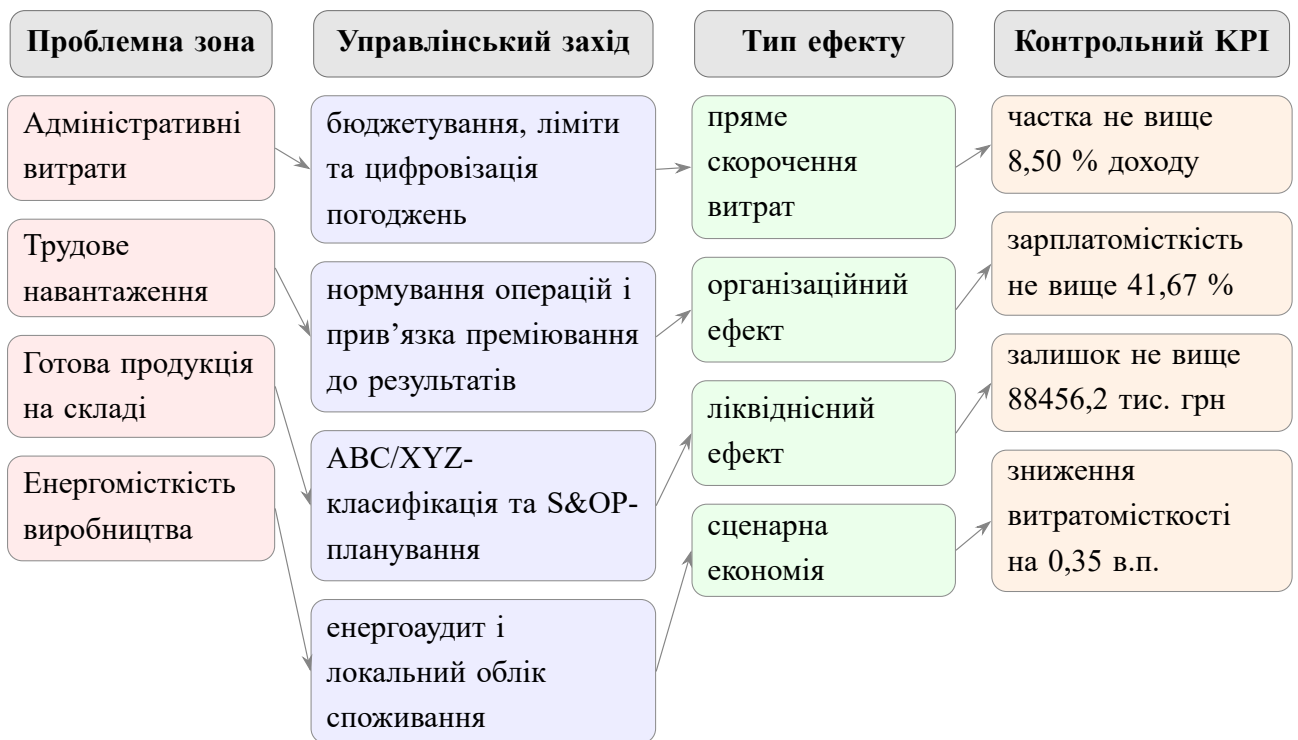 Проблемна зона
Адміністративні
витрати
Трудове
навантаження
Готова продукція
на складі
Енергомісткість
виробництва
Управлінський захід
бюджетування, ліміти
та цифровізація
погоджень
нормування операцій і
прив’язка преміювання
до результатів
ABC/XYZ-
класифікація та S&OP-
планування
енергоаудит і
локальний облік
споживання
Тип ефекту
пряме
скорочення
витрат
організаційний
ефект
ліквіднісний
ефект
сценарна
економія
Контрольний KPI
частка не вище
8,50 % доходу
зарплатомісткість
не вище 41,67 %
залишок не вище
88456,2 тис. грн
зниження
витратомісткості
на 0,35 в.п.